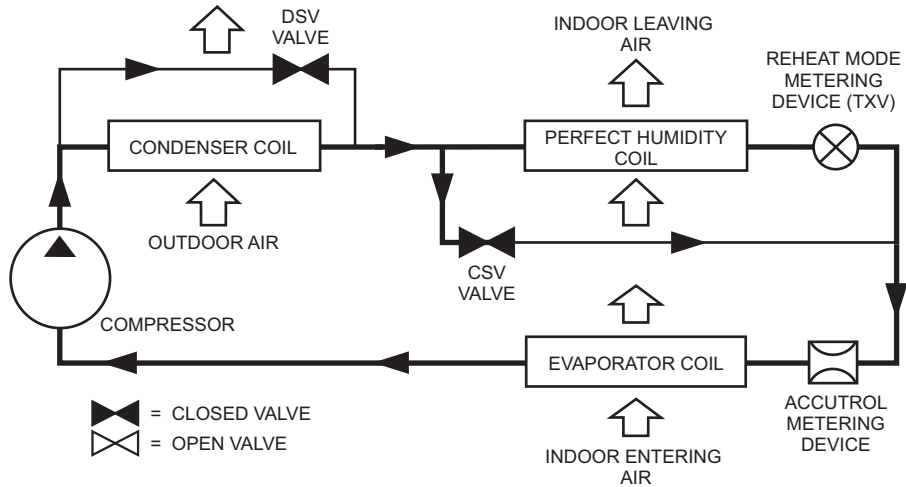 DSV
VALVE
INDOOR LEAVING
AIR
REHEAT MODE
METERING
DEVICE (TXV)
CONDENSER COIL
PERFECT HUMIDITY
COIL
OUTDOOR AIR
CSV
VALVE
COMPRESSOR
EVAPORATOR COIL
ACCUTROL
METERING
DEVICE
= CLOSED VALVE
= OPEN VALVE
INDOOR ENTERING
AIR